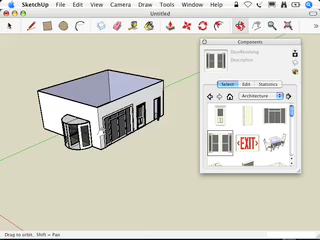 SketchUp File Edit View Camera Draw Tools Window
Untitled
Components
Description
Select Edit Statistics
Architecture
EXIT
Drag to orbit. Shift = Pan